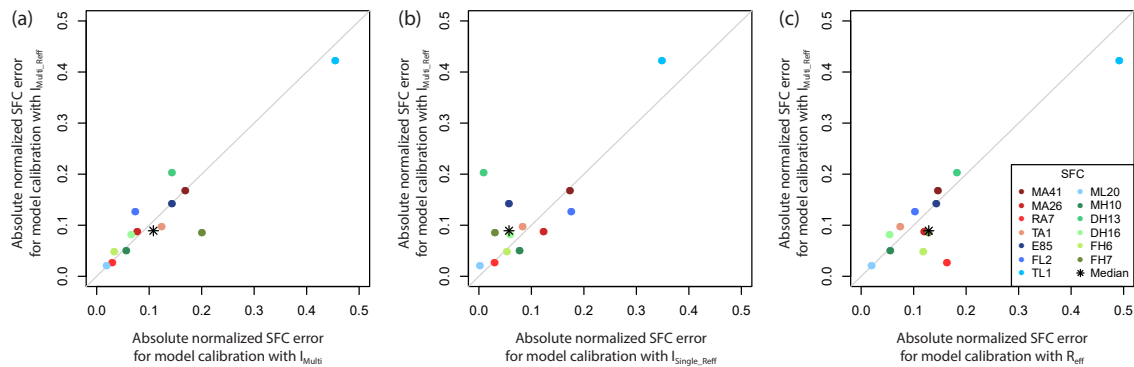 (a)
0.5
0.4
0.3
0.2
0.1
0.0
Absolute normalized SFC error
for model calibration with I_Multi_Reff
0.0 0.1 0.2 0.3 0.4 0.5
Absolute normalized SFC error
for model calibration with I_Multi
(b)
0.5
0.4
0.3
0.2
0.1
0.0
Absolute normalized SFC error
for model calibration with I_Multi_Reff
0.0 0.1 0.2 0.3 0.4 0.5
Absolute normalized SFC error
for model calibration with I_Single_Reff
(c)
0.5
0.4
0.3
0.2
0.1
0.0
Absolute normalized SFC error
for model calibration with I_Multi_Reff
SFC
MA41 ML20
MA26 MH10
RA7 DH13
TA1 DH16
E85 FH6
FL2 FH7
TL1 Median
0.0 0.1 0.2 0.3 0.4 0.5
Absolute normalized SFC error
for model calibration with R_eff